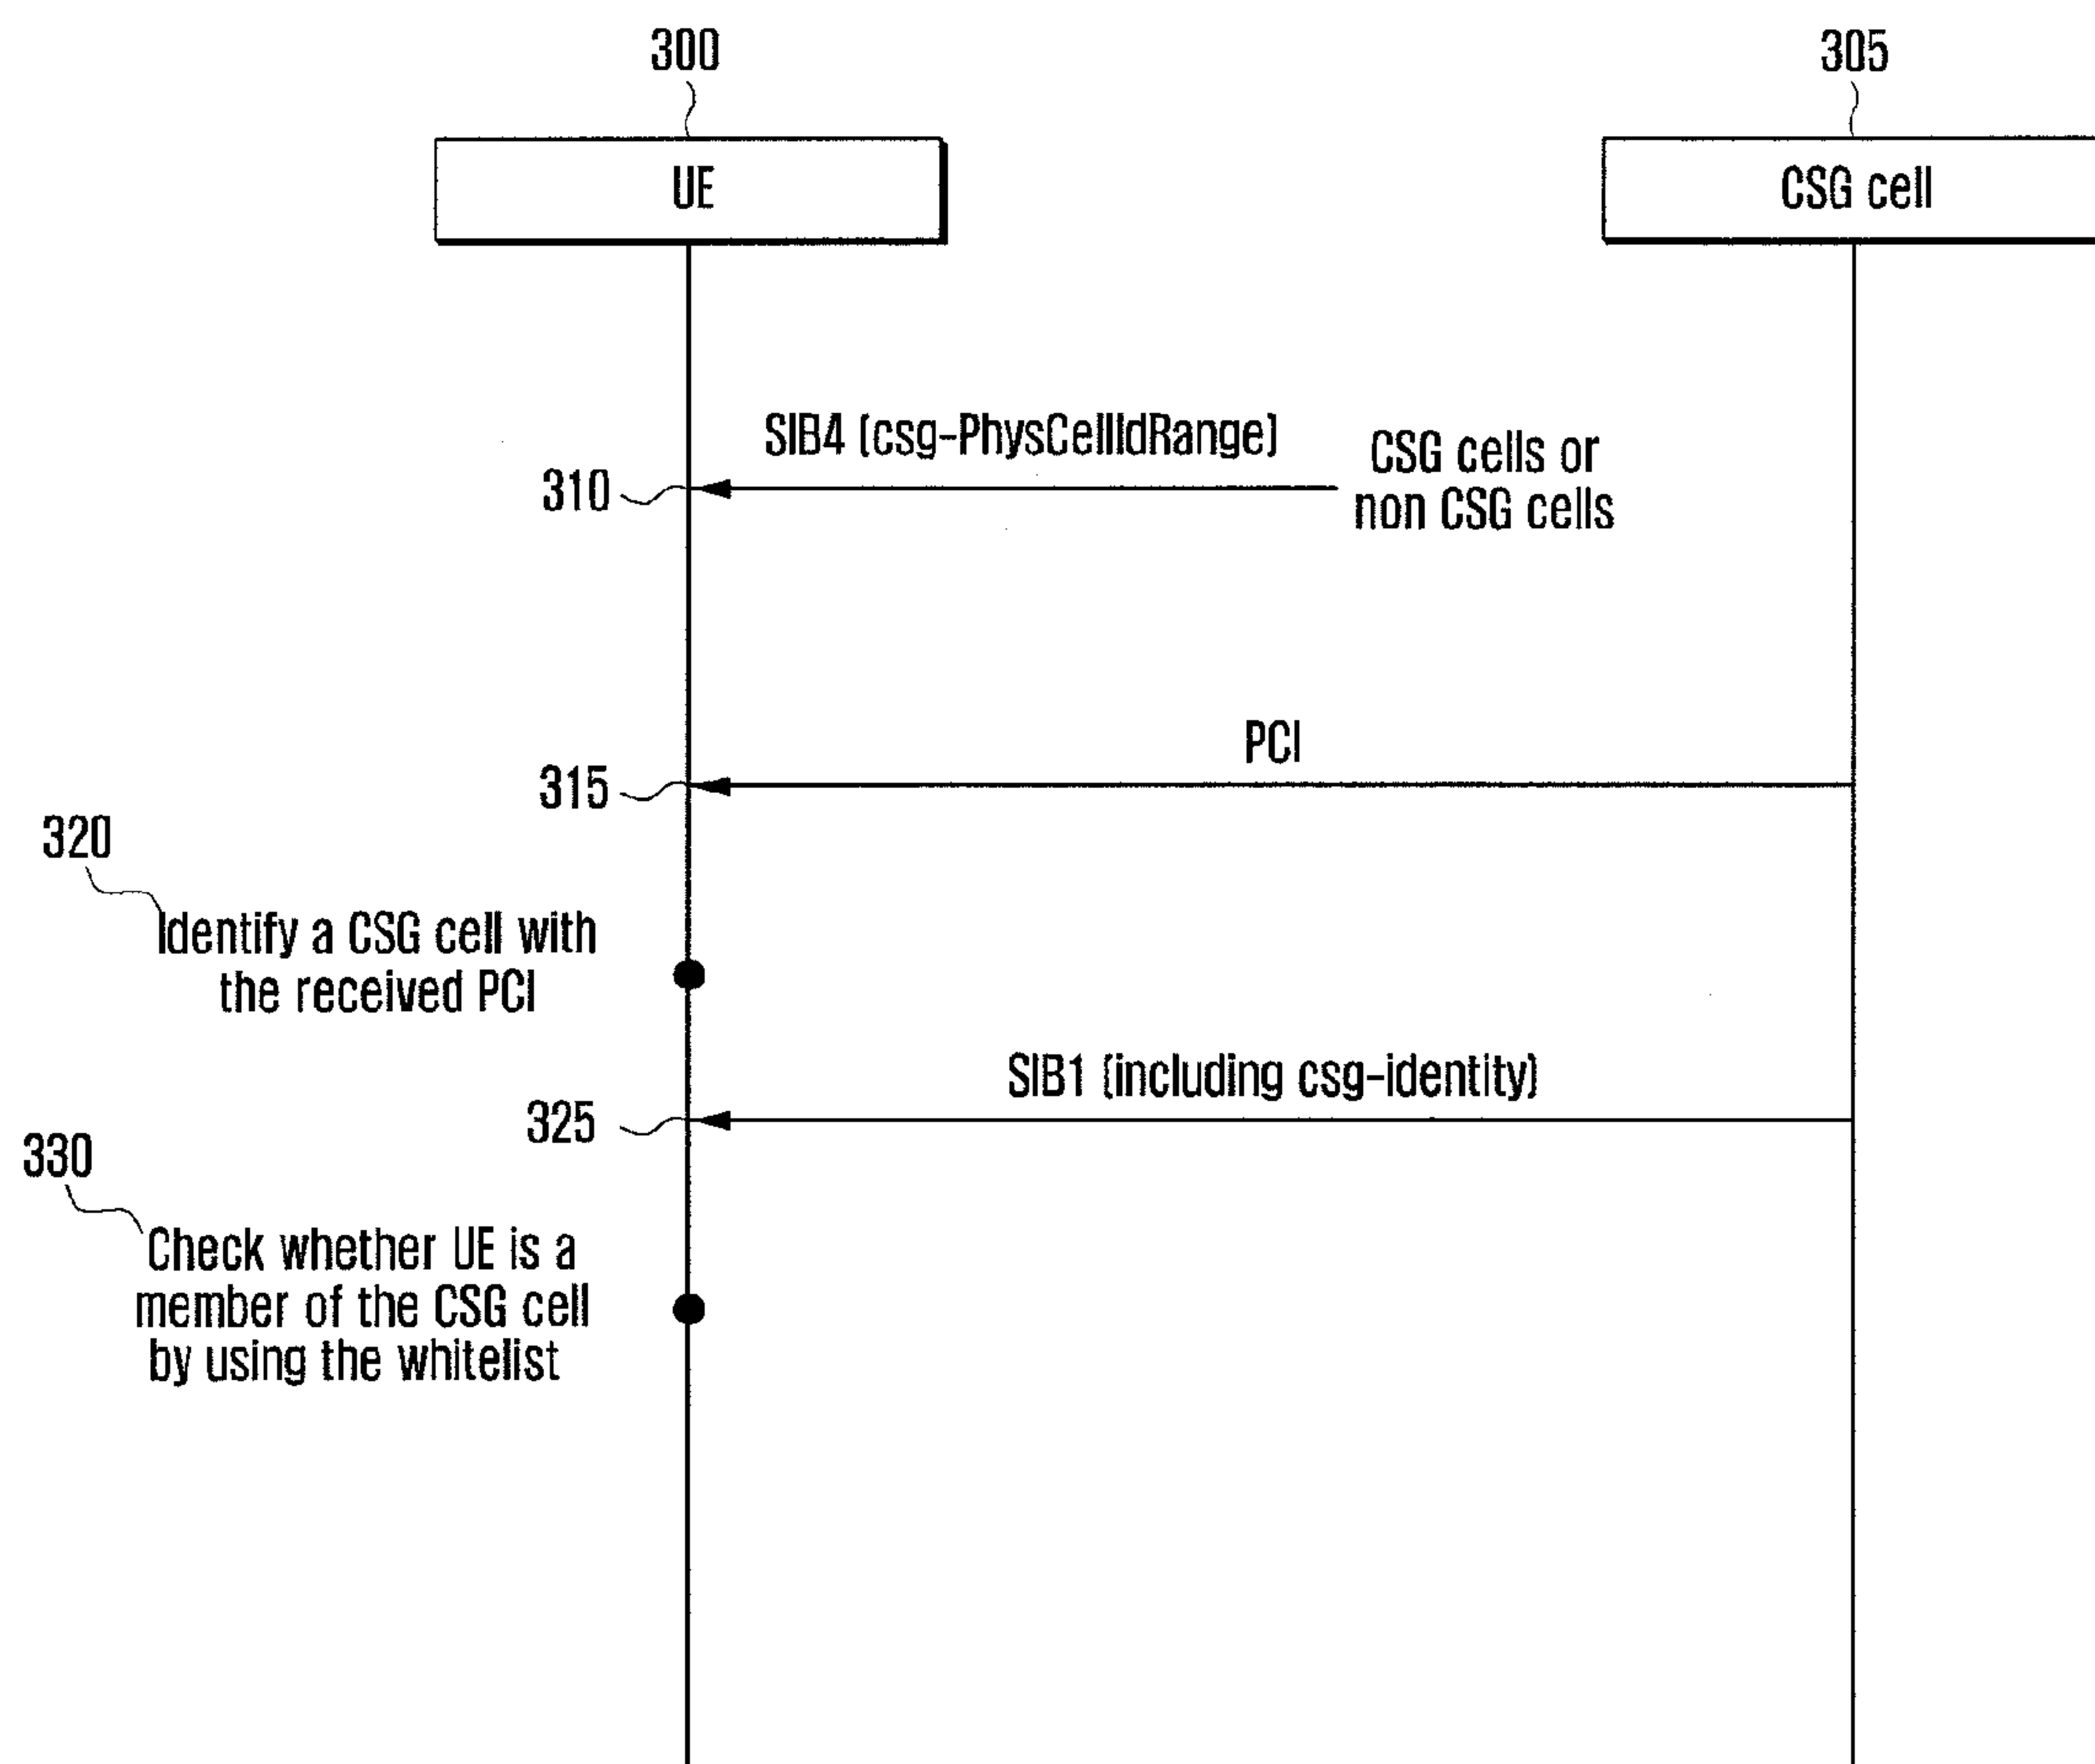 300
305
UE
CSG cell
SIB4 (csg-PhysCellIdRange)
CSG cells or
non CSG cells
310
PCI
315
320
Identify a CSG cell with
the received PCI
SIB1 (including csg-identity)
325
330
Check whether UE is a
member of the CSG cell
by using the whitelist